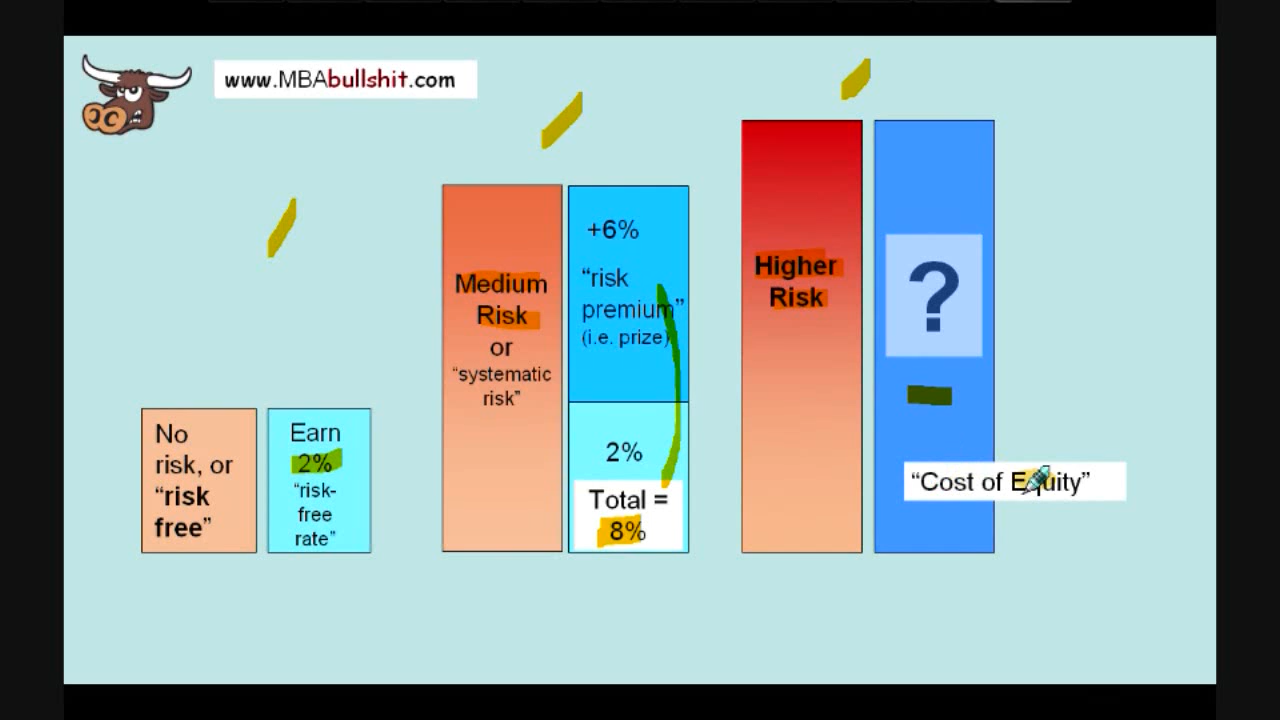 www.MBAbullshit.com
No
risk, or
“risk
free”
Earn
2%
“risk-
free
rate”
Medium
Risk
or
“systematic
risk”
+6%
“risk
premium”
(i.e. prize)
2%
Total =
8%
Higher
Risk
?
“Cost of Equity”